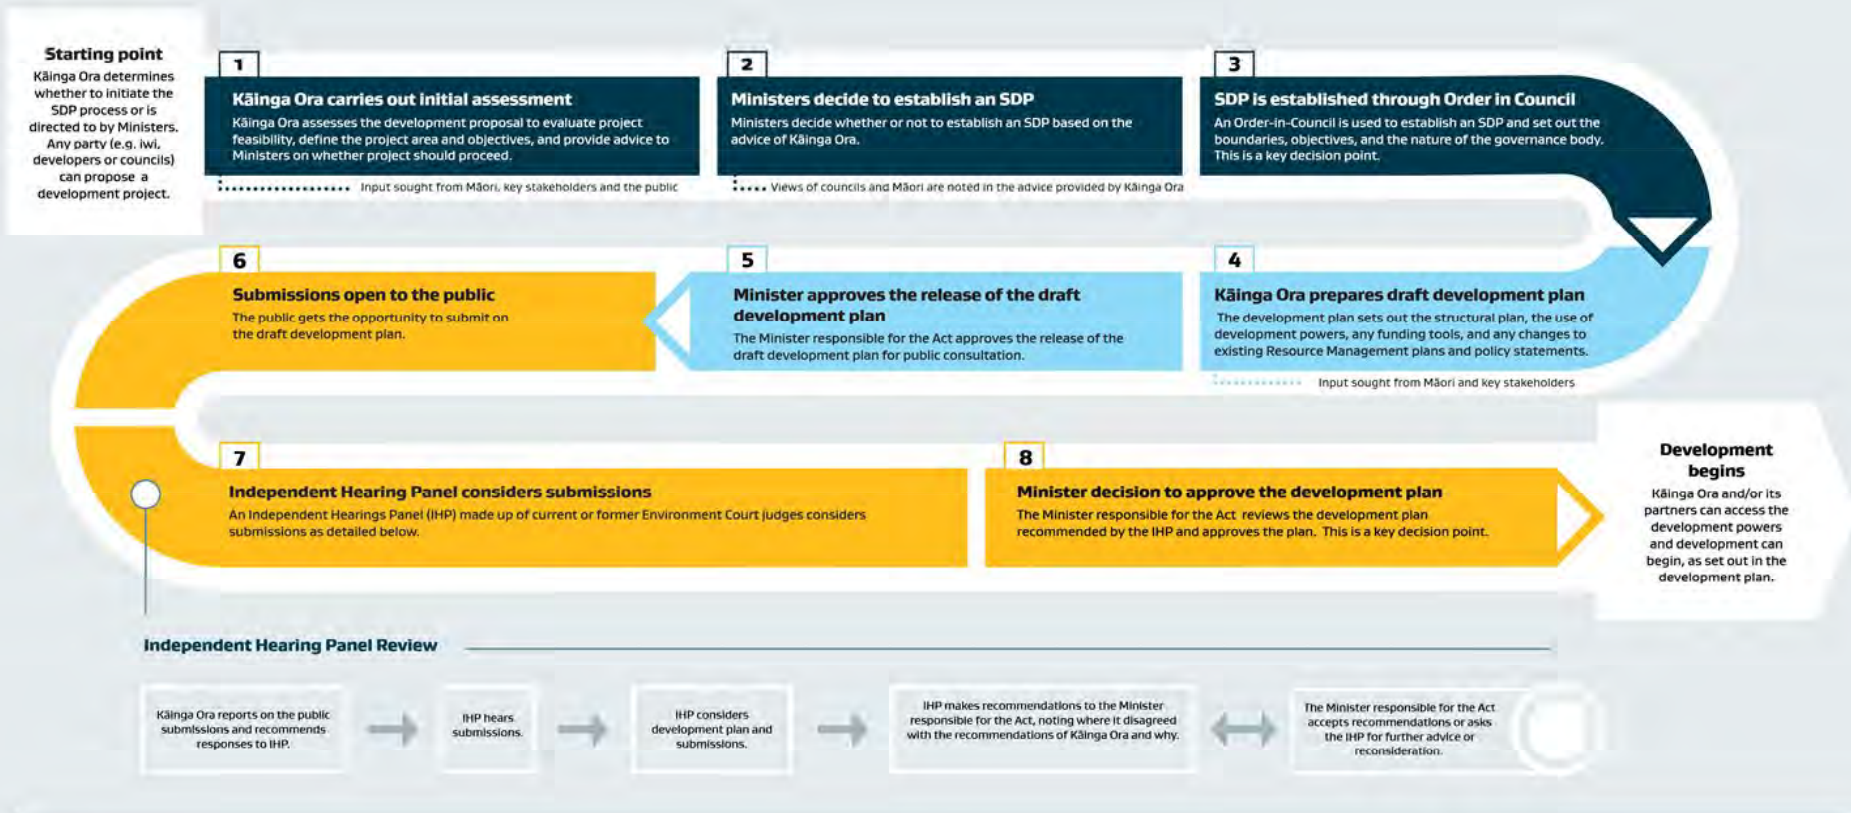 Starting point
Kāinga Ora determines
whether to initiate the
SDP process or is
directed to by Ministers.
Any party (e.g. iwi,
developers or councils)
can propose a
development project.
1
Kāinga Ora carries out initial assessment
Kāinga Ora assesses the development proposal to evaluate project
feasibility, define the project area and objectives, and provide advice to
Ministers on whether project should proceed.
Input sought from Māori, key stakeholders and the public
2
Ministers decide to establish an SDP
Ministers decide whether or not to establish an SDP based on the
advice of Kāinga Ora.
Views of councils and Māori are noted in the advice provided by Kāinga Ora
3
SDP is established through Order in Council
An Order-in-Council is used to establish an SDP and set out the
boundaries, objectives, and the nature of the governance body.
This is a key decision point.
4
Kāinga Ora prepares draft development plan
The development plan sets out the structural plan, the use of
development powers, any funding tools, and any changes to
existing Resource Management plans and policy statements.
Input sought from Māori and key stakeholders
5
Minister approves the release of the draft
development plan
The Minister responsible for the Act approves the release of the
draft development plan for public consultation.
6
Submissions open to the public
The public gets the opportunity to submit on
the draft development plan.
7
Independent Hearing Panel considers submissions
An Independent Hearings Panel (IHP) made up of current or former Environment Court judges considers
submissions as detailed below.
8
Minister decision to approve the development plan
The Minister responsible for the Act reviews the development plan
recommended by the IHP and approves the plan. This is a key decision point.
Development
begins
Kāinga Ora and/or its
partners can access the
development powers
and development can
begin, as set out in the
development plan.
Independent Hearing Panel Review
Kāinga Ora reports on the public
submissions and recommends
responses to IHP.
IHP hears
submissions.
IHP considers
development plan and
submissions.
IHP makes recommendations to the Minister
responsible for the Act, noting where it disagreed
with the recommendations of Kāinga Ora and why.
The Minister responsible for the Act
accepts recommendations or asks
the IHP for further advice or
reconsideration.